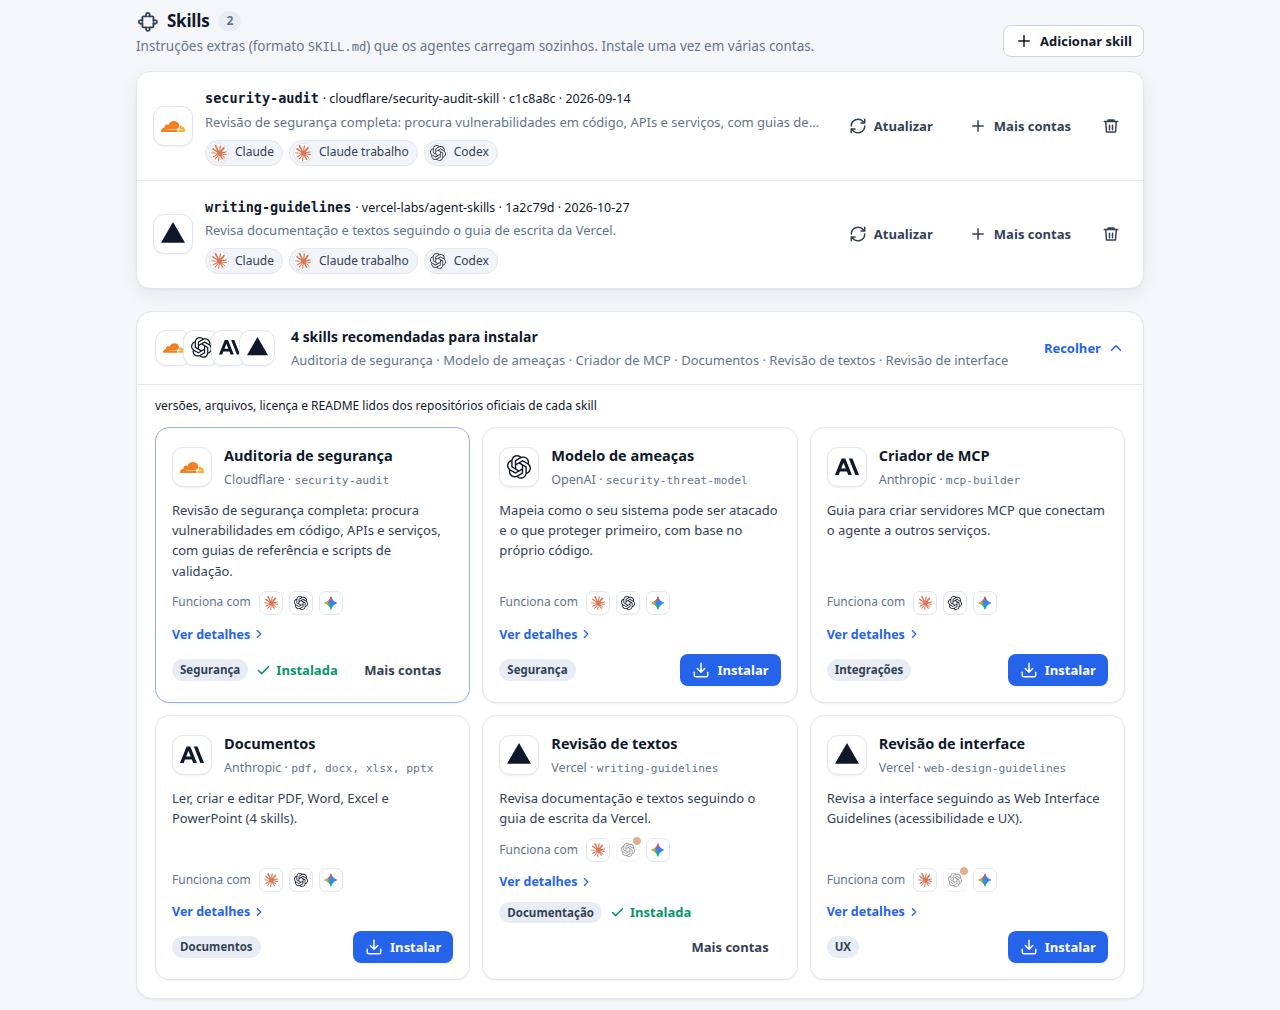 Skills 2
Instruções extras (formato SKILL.md) que os agentes carregam sozinhos. Instale uma vez em várias contas.
Adicionar skill
security-audit · cloudflare/security-audit-skill · c1c8a8c · 2026-09-14
Revisão de segurança completa: procura vulnerabilidades em código, APIs e serviços, com guias de...
Claude Claude trabalho Codex
Atualizar Mais contas
writing-guidelines · vercel-labs/agent-skills · 1a2c79d · 2026-10-27
Revisa documentação e textos seguindo o guia de escrita da Vercel.
Claude Claude trabalho Codex
Atualizar Mais contas
4 skills recomendadas para instalar
Auditoria de segurança · Modelo de ameaças · Criador de MCP · Documentos · Revisão de textos · Revisão de interface
Recolher
versões, arquivos, licença e README lidos dos repositórios oficiais de cada skill
Auditoria de segurança
Cloudflare · security-audit
Revisão de segurança completa: procura
vulnerabilidades em código, APIs e serviços,
com guias de referência e scripts de
validação.
Funciona com
Ver detalhes
Segurança Instalada Mais contas
Modelo de ameaças
OpenAI · security-threat-model
Mapeia como o seu sistema pode ser atacado
e o que proteger primeiro, com base no
próprio código.
Funciona com
Ver detalhes
Segurança Instalar
Criador de MCP
Anthropic · mcp-builder
Guia para criar servidores MCP que conectam
o agente a outros serviços.
Funciona com
Ver detalhes
Integrações Instalar
Documentos
Anthropic · pdf, docx, xlsx, pptx
Ler, criar e editar PDF, Word, Excel e
PowerPoint (4 skills).
Funciona com
Ver detalhes
Documentos Instalar
Revisão de textos
Vercel · writing-guidelines
Revisa documentação e textos seguindo o
guia de escrita da Vercel.
Funciona com
Ver detalhes
Documentação Instalada
Mais contas
Revisão de interface
Vercel · web-design-guidelines
Revisa a interface seguindo as Web Interface
Guidelines (acessibilidade e UX).
Funciona com
Ver detalhes
UX Instalar